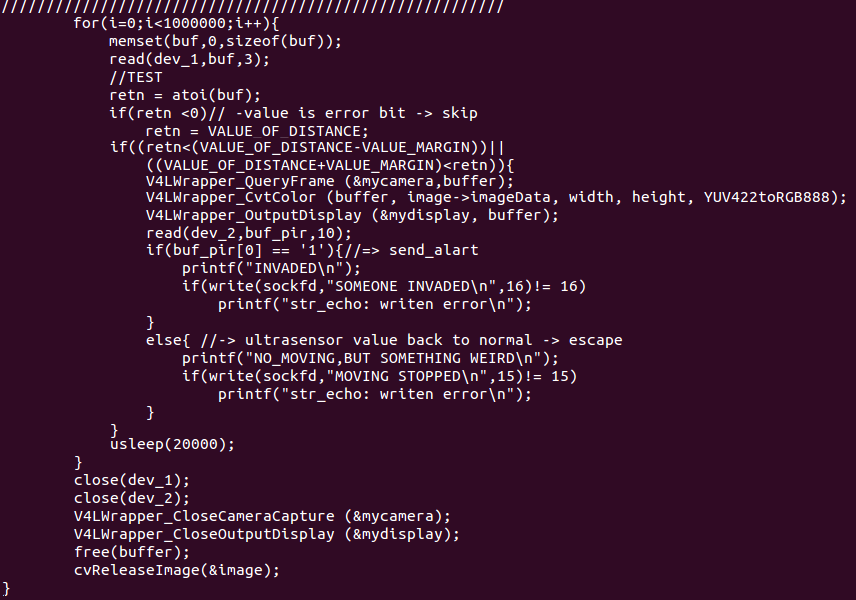 ////////////////////////////////////////////////////////
        for(i=0;i<1000000;i++){
            memset(buf,0,sizeof(buf));
            read(dev_1,buf,3);
            //TEST
            retn = atoi(buf);
            if(retn <0)// -value is error bit -> skip
                retn = VALUE_OF_DISTANCE;
            if((retn<(VALUE_OF_DISTANCE-VALUE_MARGIN))||
                ((VALUE_OF_DISTANCE+VALUE_MARGIN)<retn)){
                V4LWrapper_QueryFrame (&mycamera,buffer);
                V4LWrapper_CvtColor (buffer, image->imageData, width, height, YUV422toRGB888);
                V4LWrapper_OutputDisplay (&mydisplay, buffer);
                read(dev_2,buf_pir,10);
                if(buf_pir[0] == '1'){//=> send_alart
                    printf("INVADED\n");
                    if(write(sockfd,"SOMEONE INVADED\n",16)!= 16)
                        printf("str_echo: writen error\n");
                }
                else{ //-> ultrasensor value back to normal -> escape
                    printf("NO_MOVING,BUT SOMETHING WEIRD\n");
                    if(write(sockfd,"MOVING STOPPED\n",15)!= 15)
                        printf("str_echo: writen error\n");
                }
            }
            usleep(20000);
        }
        close(dev_1);
        close(dev_2);
        V4LWrapper_CloseCameraCapture (&mycamera);
        V4LWrapper_CloseOutputDisplay (&mydisplay);
        free(buffer);
        cvReleaseImage(&image);
}